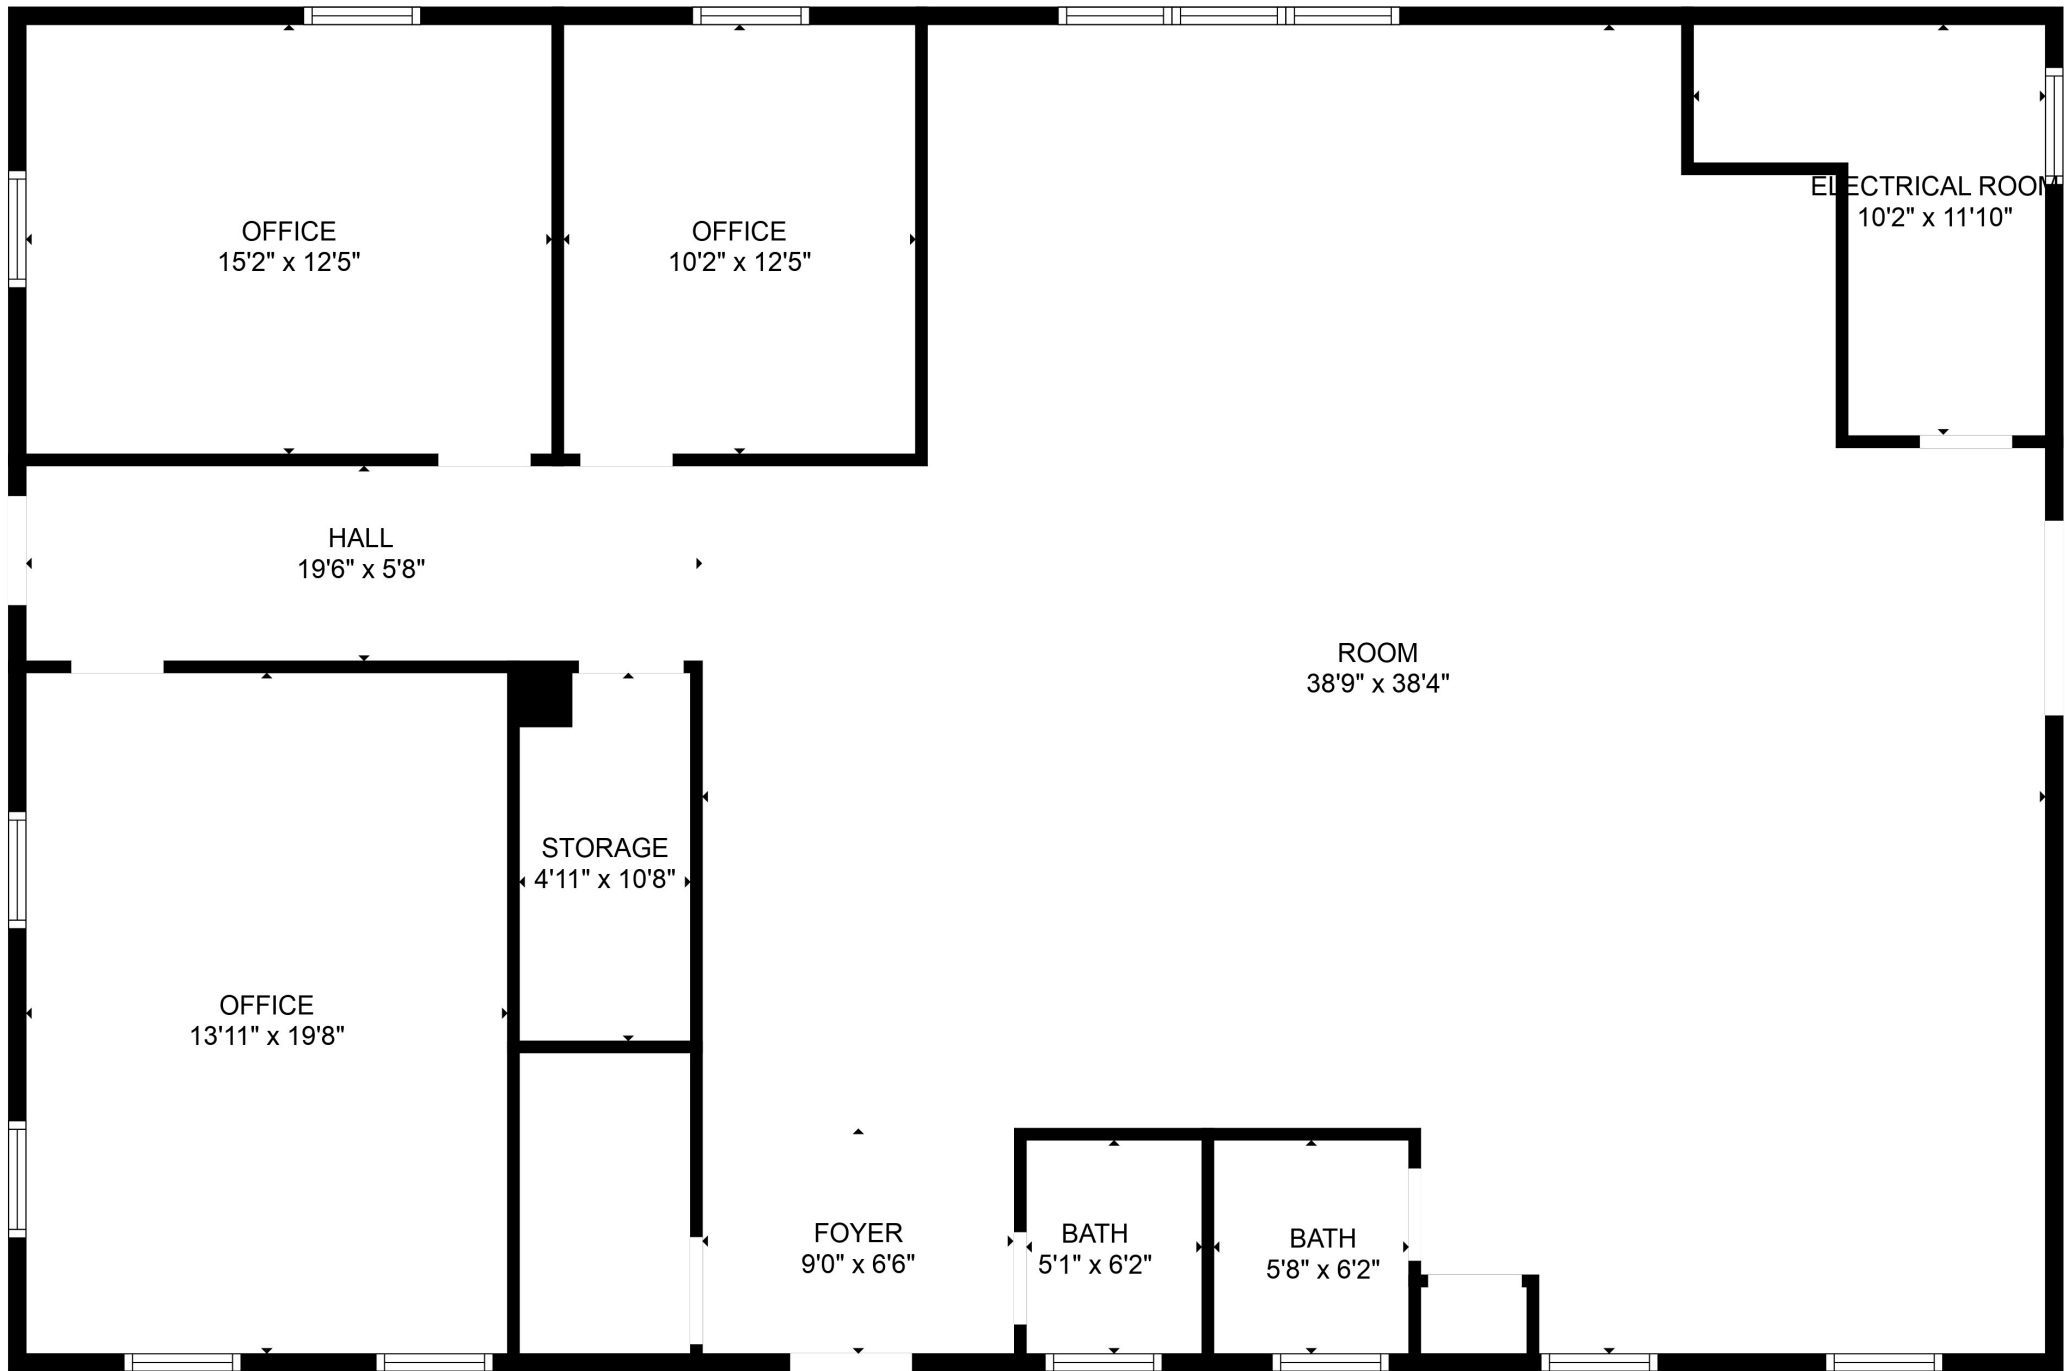 ELECTRICAL ROOM
10'2" x 11'10"
OFFICE
15'2" x 12'5"
OFFICE
10'2" x 12'5"
HALL
19'6" x 5'8"
ROOM
38'9" x 38'4"
STORAGE
4'11" x 10'8"
OFFICE
13'11" x 19'8"
FOYER
9'0" x 6'6"
BATH
5'1" x 6'2"
BATH
5'8" x 6'2"